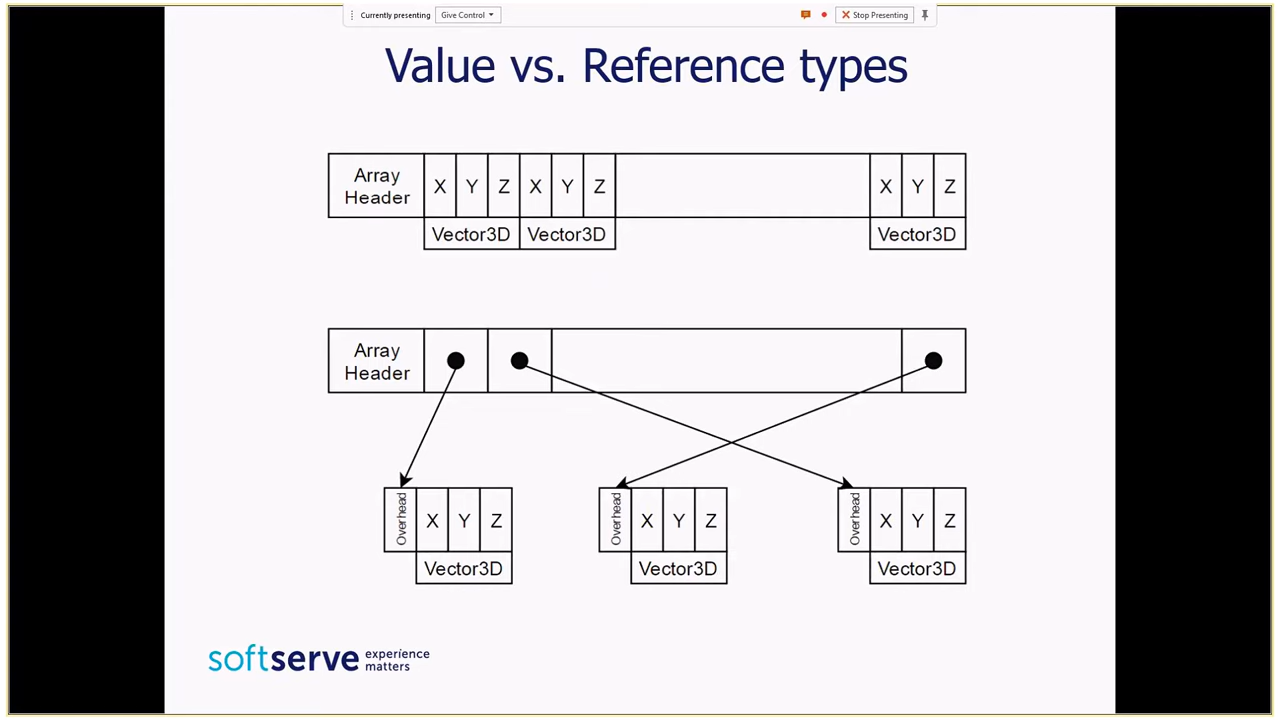 Currently presenting Give Control Stop Presenting
Value vs. Reference types
Array
Header
X Y Z X Y Z X Y Z
Vector3D Vector3D Vector3D
Array
Header
Overhead X Y Z Overhead X Y Z Overhead X Y Z
Vector3D Vector3D Vector3D
softserve experience
matters